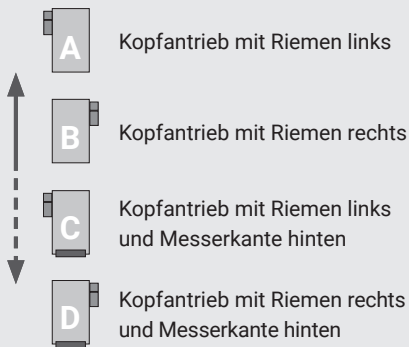 A
Kopfantrieb mit Riemen links
B
Kopfantrieb mit Riemen rechts
C
Kopfantrieb mit Riemen links
und Messerkante hinten
D
Kopfantrieb mit Riemen rechts
und Messerkante hinten